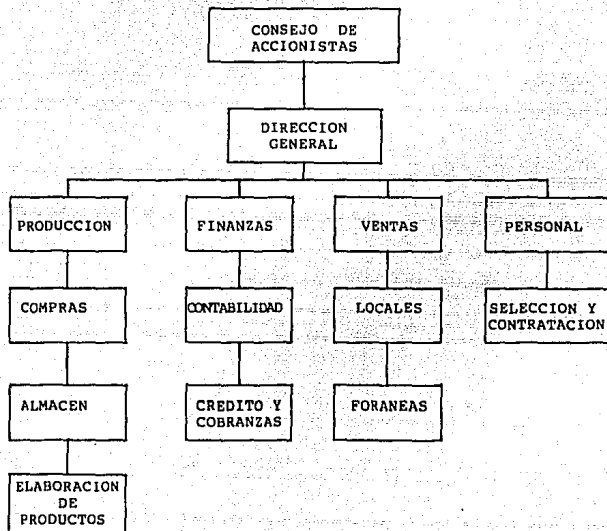 CONSEJO DE
ACCIONISTAS
DIRECCION
GENERAL
PRODUCCION
FINANZAS
VENTAS
PERSONAL
COMPRAS
CONTABILIDAD
LOCALES
SELECCION Y
CONTRATACION
ALMACEN
CREDITO Y
COBRANZAS
FORANEAS
ELABORACION
DE
PRODUCTOS